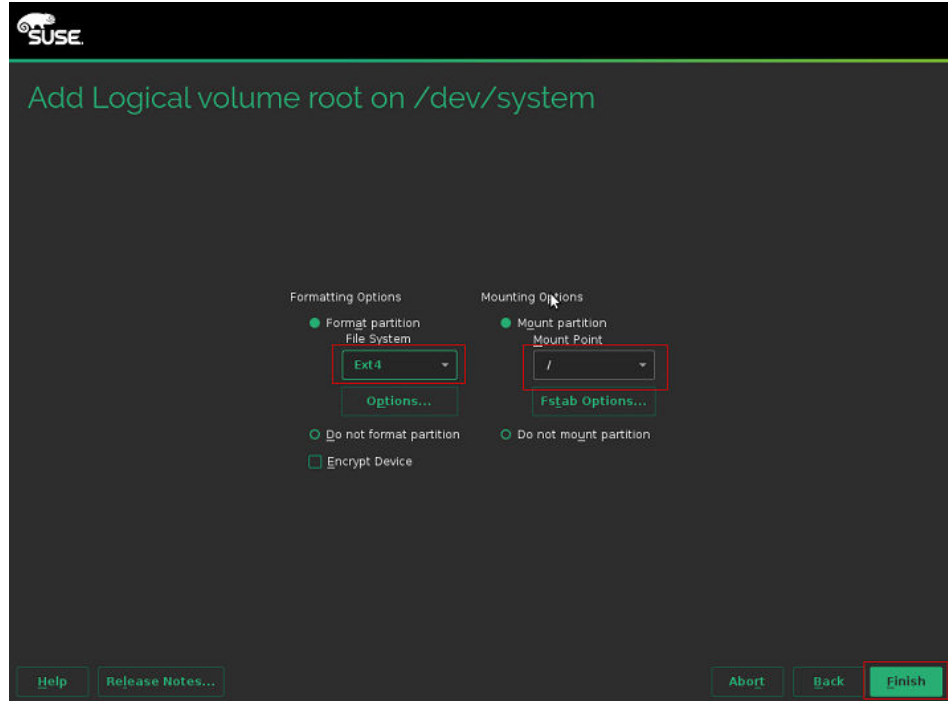 SUSE.
Add Logical volume root on /dev/system
Formatting Options
Format partition
File System
Ext4
Options...
Do not format partition
Encrypt Device
Mounting Options
Mount partition
Mount Point
/
Fstab Options...
Do not mount partition
Help
Release Notes...
Abort
Back
Finish